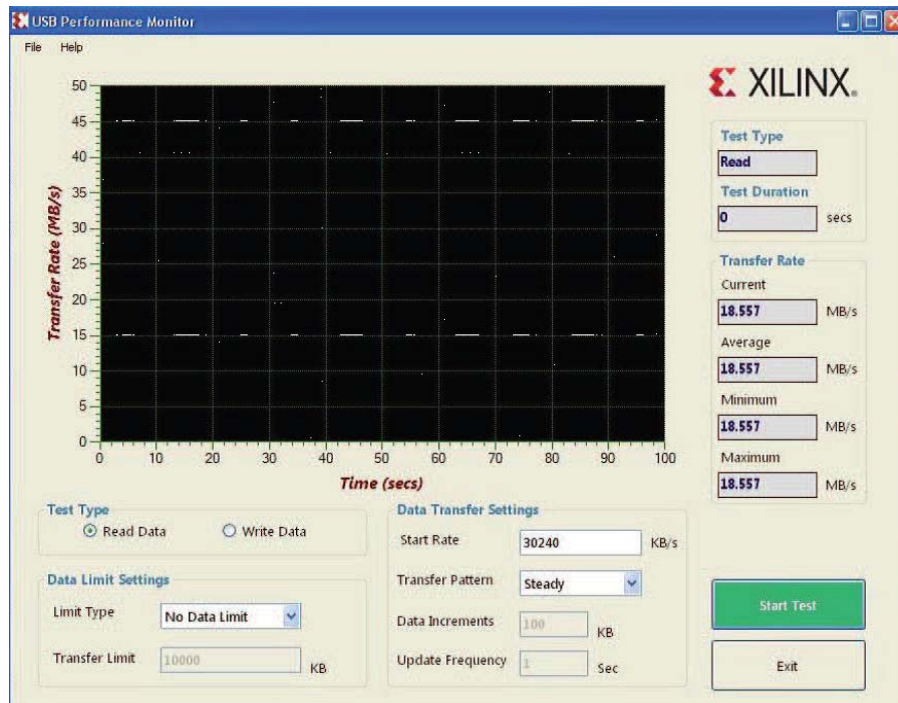 USB Performance Monitor
File Help
XILINX.
Transfer Rate (MB/s)
50
45
40
35
30
25
20
15
10
5
0
0 10 20 30 40 50 60 70 80 90 100
Time (secs)
Test Type
Read
Test Duration
0 secs
Transfer Rate
Current
18.557 MB/s
Average
18.557 MB/s
Minimum
18.557 MB/s
Maximum
18.557 MB/s
Test Type
Read Data Write Data
Data Limit Settings
Limit Type No Data Limit
Transfer Limit 10000 KB
Data Transfer Settings
Start Rate 30240 KB/s
Transfer Pattern Steady
Data Increments 100 KB
Update Frequency 1 Sec
Start Test
Exit